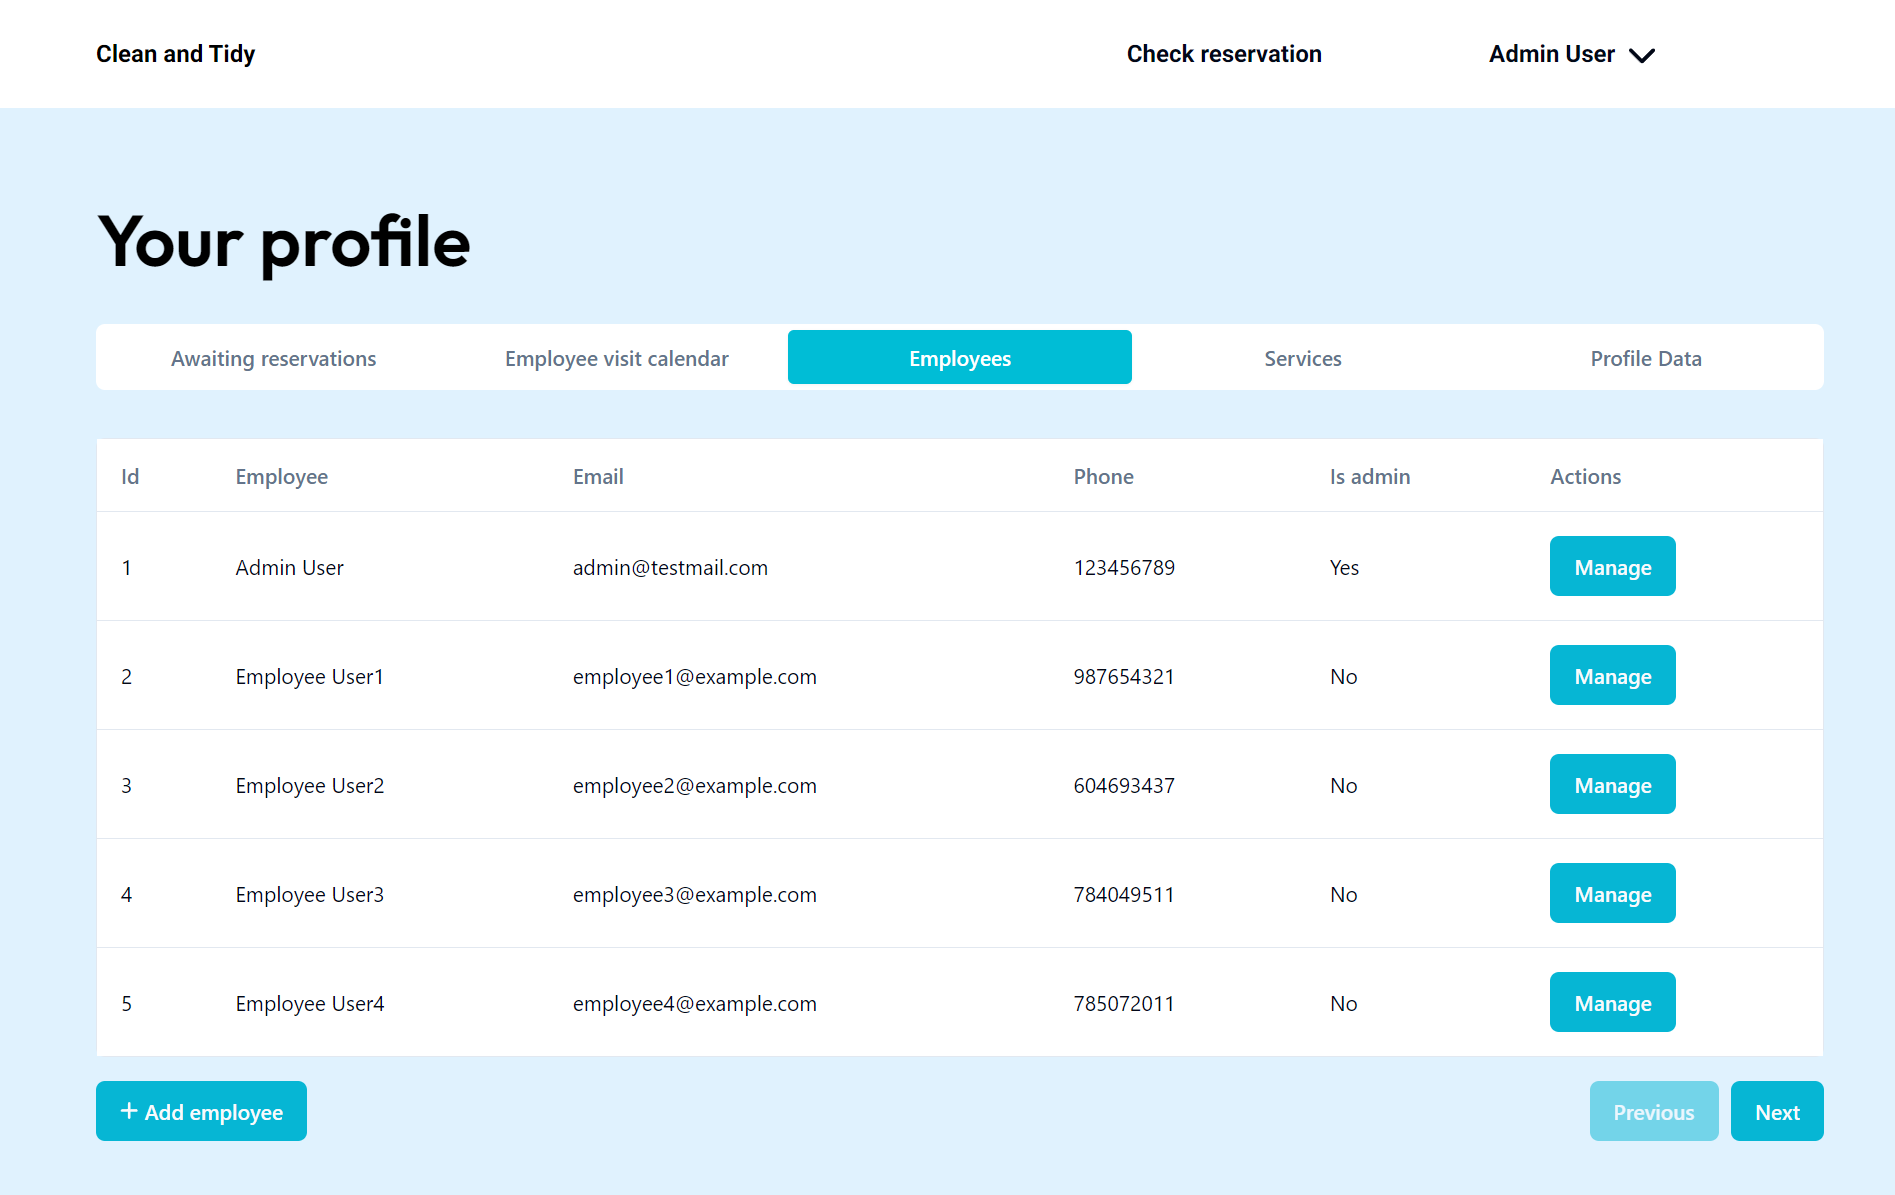 Clean and Tidy Check reservation Admin User
Your profile
Awaiting reservations Employee visit calendar Employees Services Profile Data
Id Employee Email Phone Is admin Actions
1 Admin User admin@testmail.com 123456789 Yes Manage
2 Employee User1 employee1@example.com 987654321 No Manage
3 Employee User2 employee2@example.com 604693437 No Manage
4 Employee User3 employee3@example.com 784049511 No Manage
5 Employee User4 employee4@example.com 785072011 No Manage
+ Add employee Previous Next